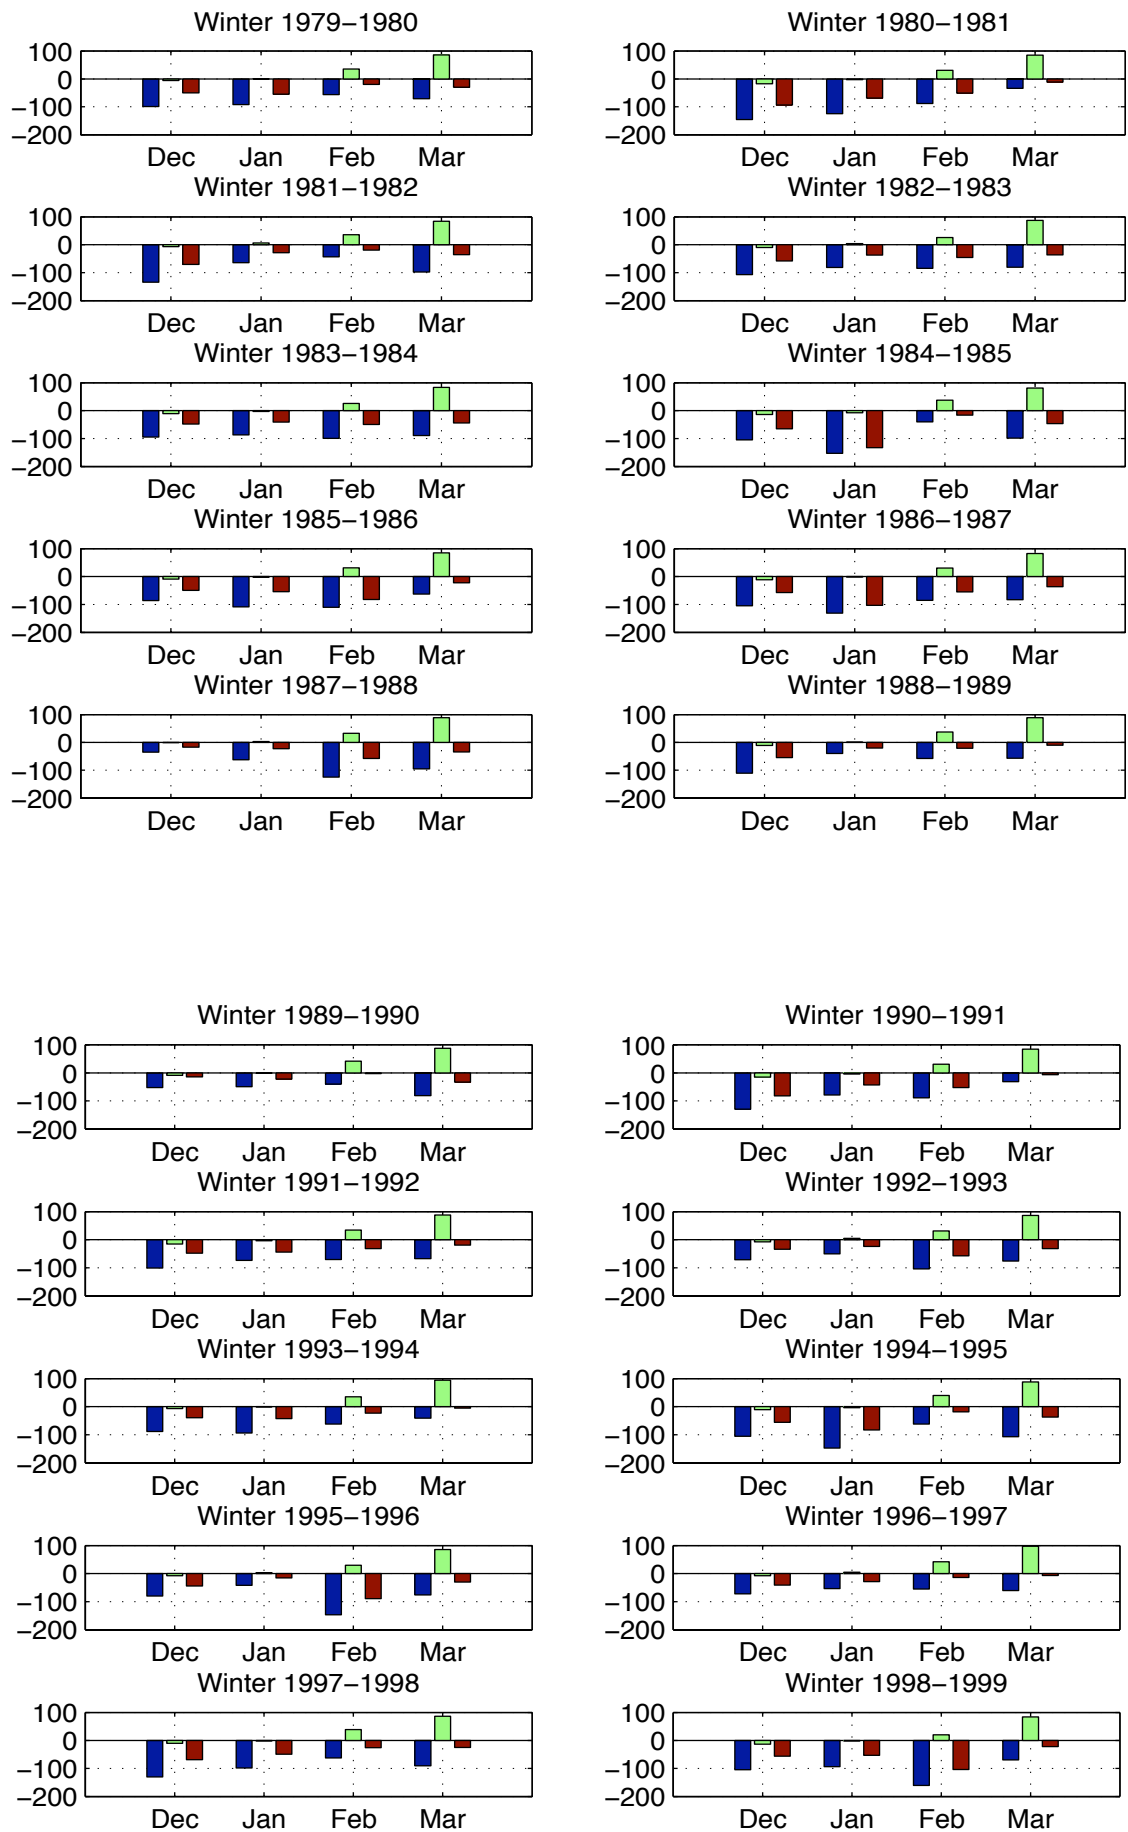 Winter 1979−1980
Winter 1980−1981
100
0
−100
−200
Dec Jan Feb Mar
100
0
−100
−200
Dec Jan Feb Mar
Winter 1981−1982
Winter 1982−1983
100
0
−100
−200
Dec Jan Feb Mar
100
0
−100
−200
Dec Jan Feb Mar
Winter 1983−1984
Winter 1984−1985
100
0
−100
−200
Dec Jan Feb Mar
100
0
−100
−200
Dec Jan Feb Mar
Winter 1985−1986
Winter 1986−1987
100
0
−100
−200
Dec Jan Feb Mar
100
0
−100
−200
Dec Jan Feb Mar
Winter 1987−1988
Winter 1988−1989
100
0
−100
−200
Dec Jan Feb Mar
100
0
−100
−200
Dec Jan Feb Mar
Winter 1989−1990
Winter 1990−1991
100
0
−100
−200
Dec Jan Feb Mar
100
0
−100
−200
Dec Jan Feb Mar
Winter 1991−1992
Winter 1992−1993
100
0
−100
−200
Dec Jan Feb Mar
100
0
−100
−200
Dec Jan Feb Mar
Winter 1993−1994
Winter 1994−1995
100
0
−100
−200
Dec Jan Feb Mar
100
0
−100
−200
Dec Jan Feb Mar
Winter 1995−1996
Winter 1996−1997
100
0
−100
−200
Dec Jan Feb Mar
100
0
−100
−200
Dec Jan Feb Mar
Winter 1997−1998
Winter 1998−1999
100
0
−100
−200
Dec Jan Feb Mar
100
0
−100
−200
Dec Jan Feb Mar